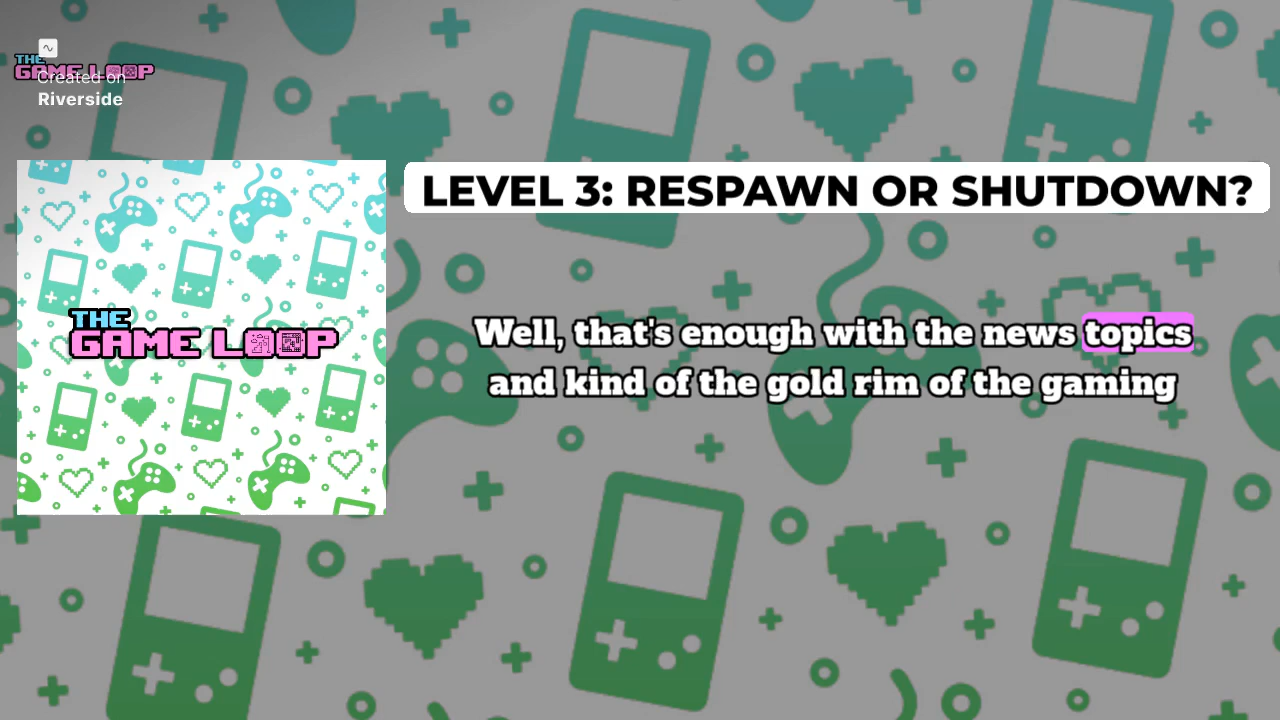 THE
GAME LOOP
Created on
Riverside
LEVEL 3: RESPAWN OR SHUTDOWN?
THE
GAME LOOP
Well, that's enough with the news topics
and kind of the gold rim of the gaming